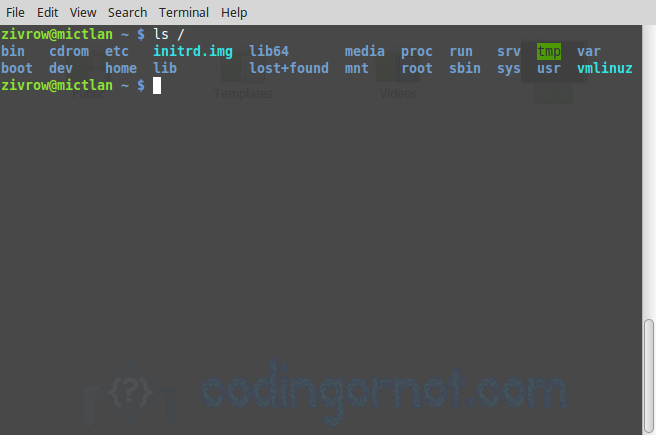 File Edit View Search Terminal Help
zivrow@mictlan ~ $ ls /
bin cdrom etc initrd.img lib64 media proc run srv tmp var
boot dev home lib lost+found mnt root sbin sys usr vmlinuz
zivrow@mictlan ~ $
Templates Videos
{?} codingornot.com